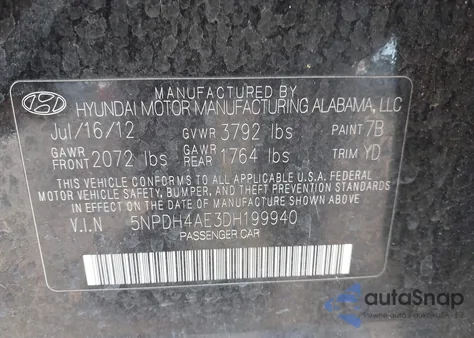 MANUFACTURED BY
HYUNDAI MOTOR MANUFACTURING ALABAMA, LLC
Jul/16/12 GVWR 3792 lbs PAINT 7B
GAWR FRONT 2072 lbs GAWR REAR 1764 lbs TRIM YD
THIS VEHICLE CONFORMS TO ALL APPLICABLE U.S.A. FEDERAL
MOTOR VEHICLE SAFETY, BUMPER, AND THEFT PREVENTION STANDARDS
IN EFFECT ON THE DATE OF MANUFACTURE SHOWN ABOVE
V.I.N 5NPDH4AE3DH199940
PASSENGER CAR
autaSnap